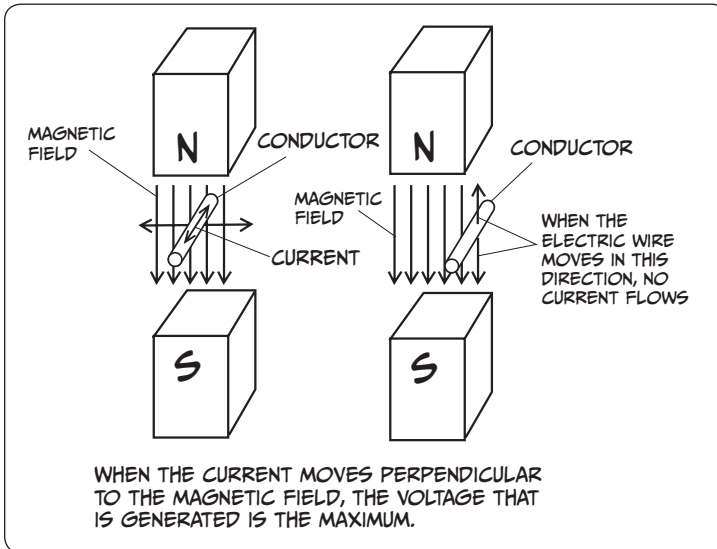 N
MAGNETIC
FIELD
CONDUCTOR
CURRENT
S
N
CONDUCTOR
MAGNETIC
FIELD
WHEN THE
ELECTRIC WIRE
MOVES IN THIS
DIRECTION, NO
CURRENT FLOWS
S
WHEN THE CURRENT MOVES PERPENDICULAR
TO THE MAGNETIC FIELD, THE VOLTAGE THAT
IS GENERATED IS THE MAXIMUM.